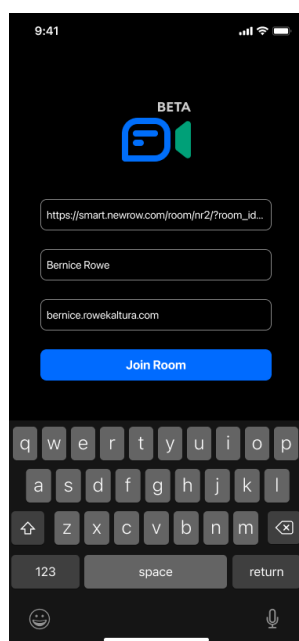 9:41
BETA
https://smart.newrow.com/room/nr2/?room_id...
Bernice Rowe
bernice.rowekaltura.com
Join Room
q w e r t y u i o p
a s d f g h j k l
z x c v b n m
123 space return